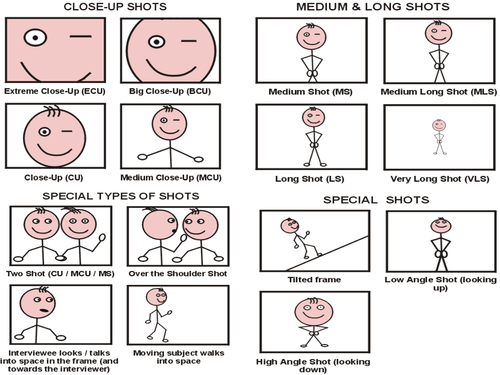 CLOSE-UP SHOTS
Extreme Close-Up (ECU)
Big Close-Up (BCU)
Close-Up (CU)
Medium Close-Up (MCU)
MEDIUM & LONG SHOTS
Medium Shot (MS)
Medium Long Shot (MLS)
Long Shot (LS)
Very Long Shot (VLS)
SPECIAL TYPES OF SHOTS
Two Shot (CU / MCU / MS)
Over the Shoulder Shot
Interviewee looks / talks
into space in the frame (and
towards the interviewer)
Moving subject walks
into space
SPECIAL SHOTS
Tilted frame
Low Angle Shot (looking
up)
High Angle Shot (looking
down)